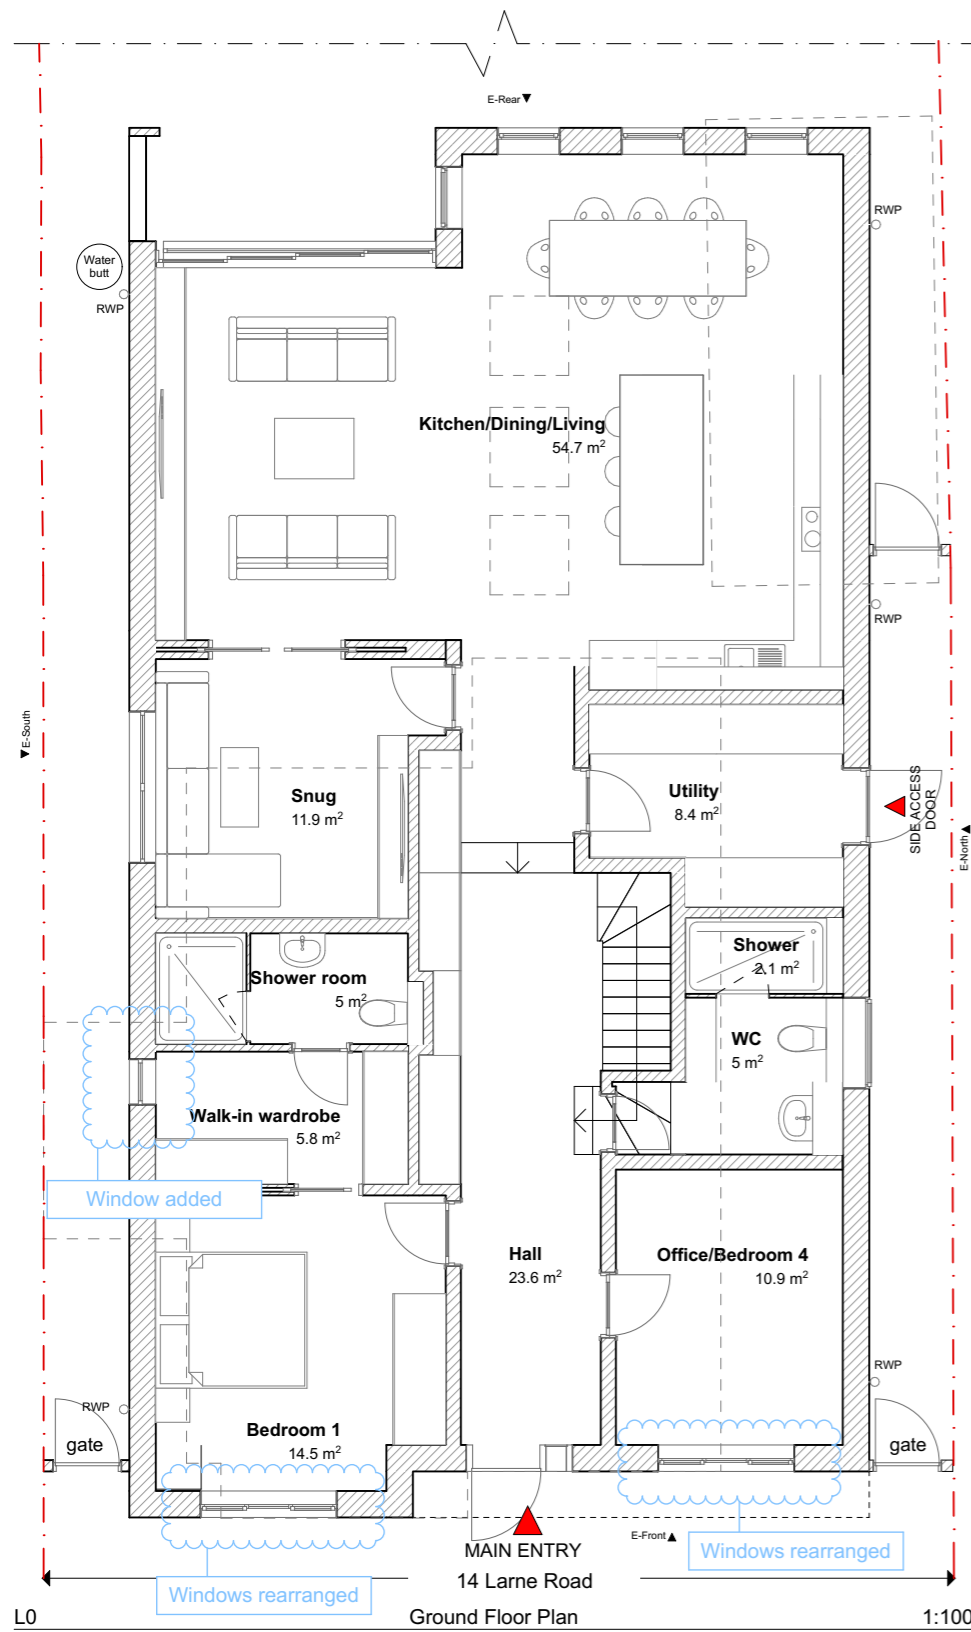 E-Rear
RWP
Water
butt
RWP
Kitchen/Dining/Living
54.7 m²
RWP
E-South
Snug
11.9 m²
Utility
8.4 m²
SIDE ACCESS
DOOR
E-North
Shower
2.1 m²
Shower room
5 m²
WC
5 m²
Walk-in wardrobe
5.8 m²
Window added
Hall
23.6 m²
Office/Bedroom 4
10.9 m²
RWP
RWP
Bedroom 1
14.5 m²
gate
gate
E-Front
MAIN ENTRY
Windows rearranged
14 Larne Road
Windows rearranged
L0
Ground Floor Plan
1:100